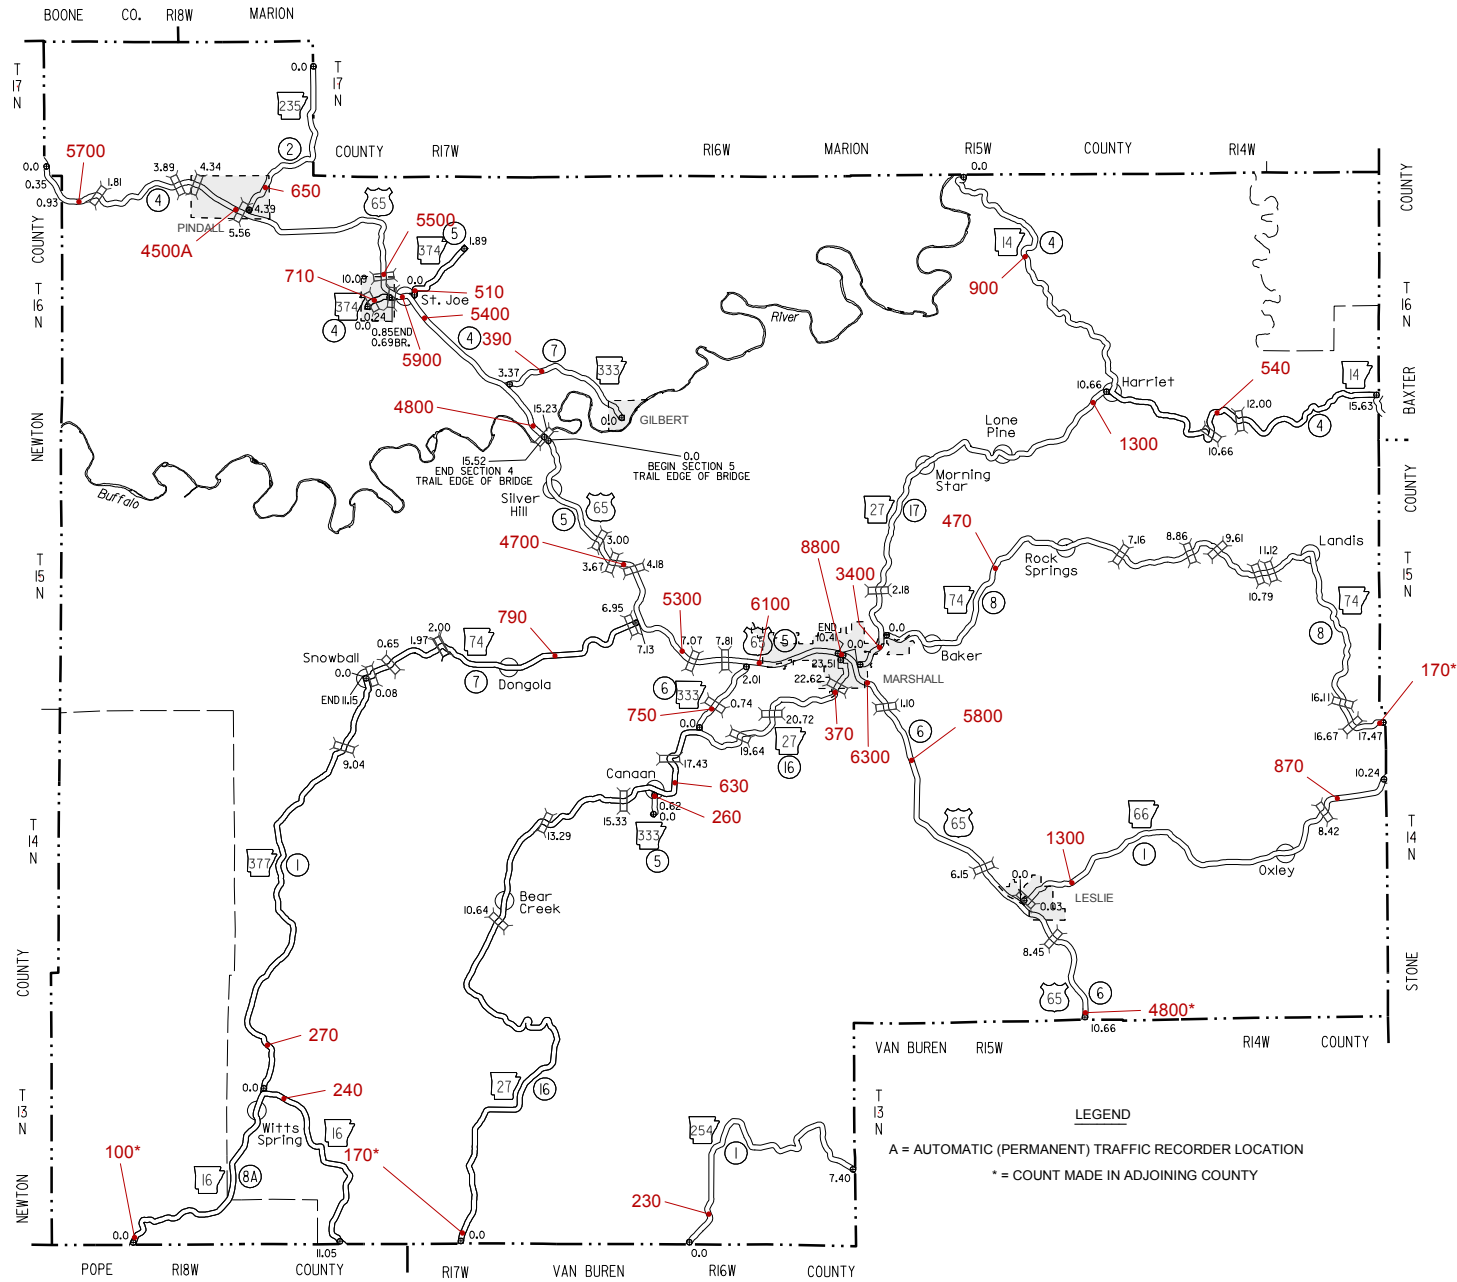 BOONE CO. R18W MARION
T 17 N
T 17 N
0.0
235
2
COUNTY R17W R16W MARION R15W COUNTY R14W
0.0
0.0
5700
3.89
4.34
0.35
1.81
0.93
4
650
4.39
PINDALL
5.56
4500A
65
5500
5
374
1.89
14
4
900
COUNTY
COUNTY
710
10.09
0.0
510
St. Joe
374
0.24
0.0
4
0.85END
0.69BR.
5400
5900
4
390
7
333
3.37
River
T 16 N
T 16 N
540
14
10.66
Harriet
12.00
15.63
4
BAXTER
4800
15.23
0.0
GILBERT
Lone
Pine
1300
10.66
NEWTON
15.52
END SECTION 4
TRAIL EDGE OF BRIDGE
0.0
BEGIN SECTION 5
TRAIL EDGE OF BRIDGE
Buffalo
Silver
Hill
65
5
Morning
Star
27
17
470
COUNTY
3.00
4700
3.67
4.18
8800
3400
7.16
8.86
9.61
11.12
Landis
Rock
Springs
10.79
T 15 N
T 15 N
74
8
2.18
74
8
790
6.95
5300
6100
END
10.41
0.0
0.0
65
5
7.13
7.07
7.81
Baker
2.00
1.97
0.65
74
Snowball
0.0
0.08
7
Dongola
END 11.15
2.01
23.51
22.62
MARSHALL
170*
6
333
0.74
750
0.0
1.10
6
5800
16.11
16.67
17.47
370
6300
20.72
27
19.64
16
9.04
17.43
Canaan
630
0.62
0.0
260
333
5
15.33
13.29
870
10.24
8.42
T 14 N
T 14 N
65
1300
66
1
Oxley
377
1
6.15
0.0
0.03
LESLIE
Bear
Creek
10.64
8.45
COUNTY
STONE
65
6
4800*
10.66
270
VAN BUREN R15W R14W COUNTY
0.0
240
27
16
T 13 N
T 13 N
Witts
Spring
16
LEGEND
254
1
A = AUTOMATIC (PERMANENT) TRAFFIC RECORDER LOCATION
* = COUNT MADE IN ADJOINING COUNTY
100*
170*
16
8A
7.40
NEWTON
230
0.0
11.05
0.0
0.0
POPE R18W COUNTY R17W VAN BUREN R16W COUNTY